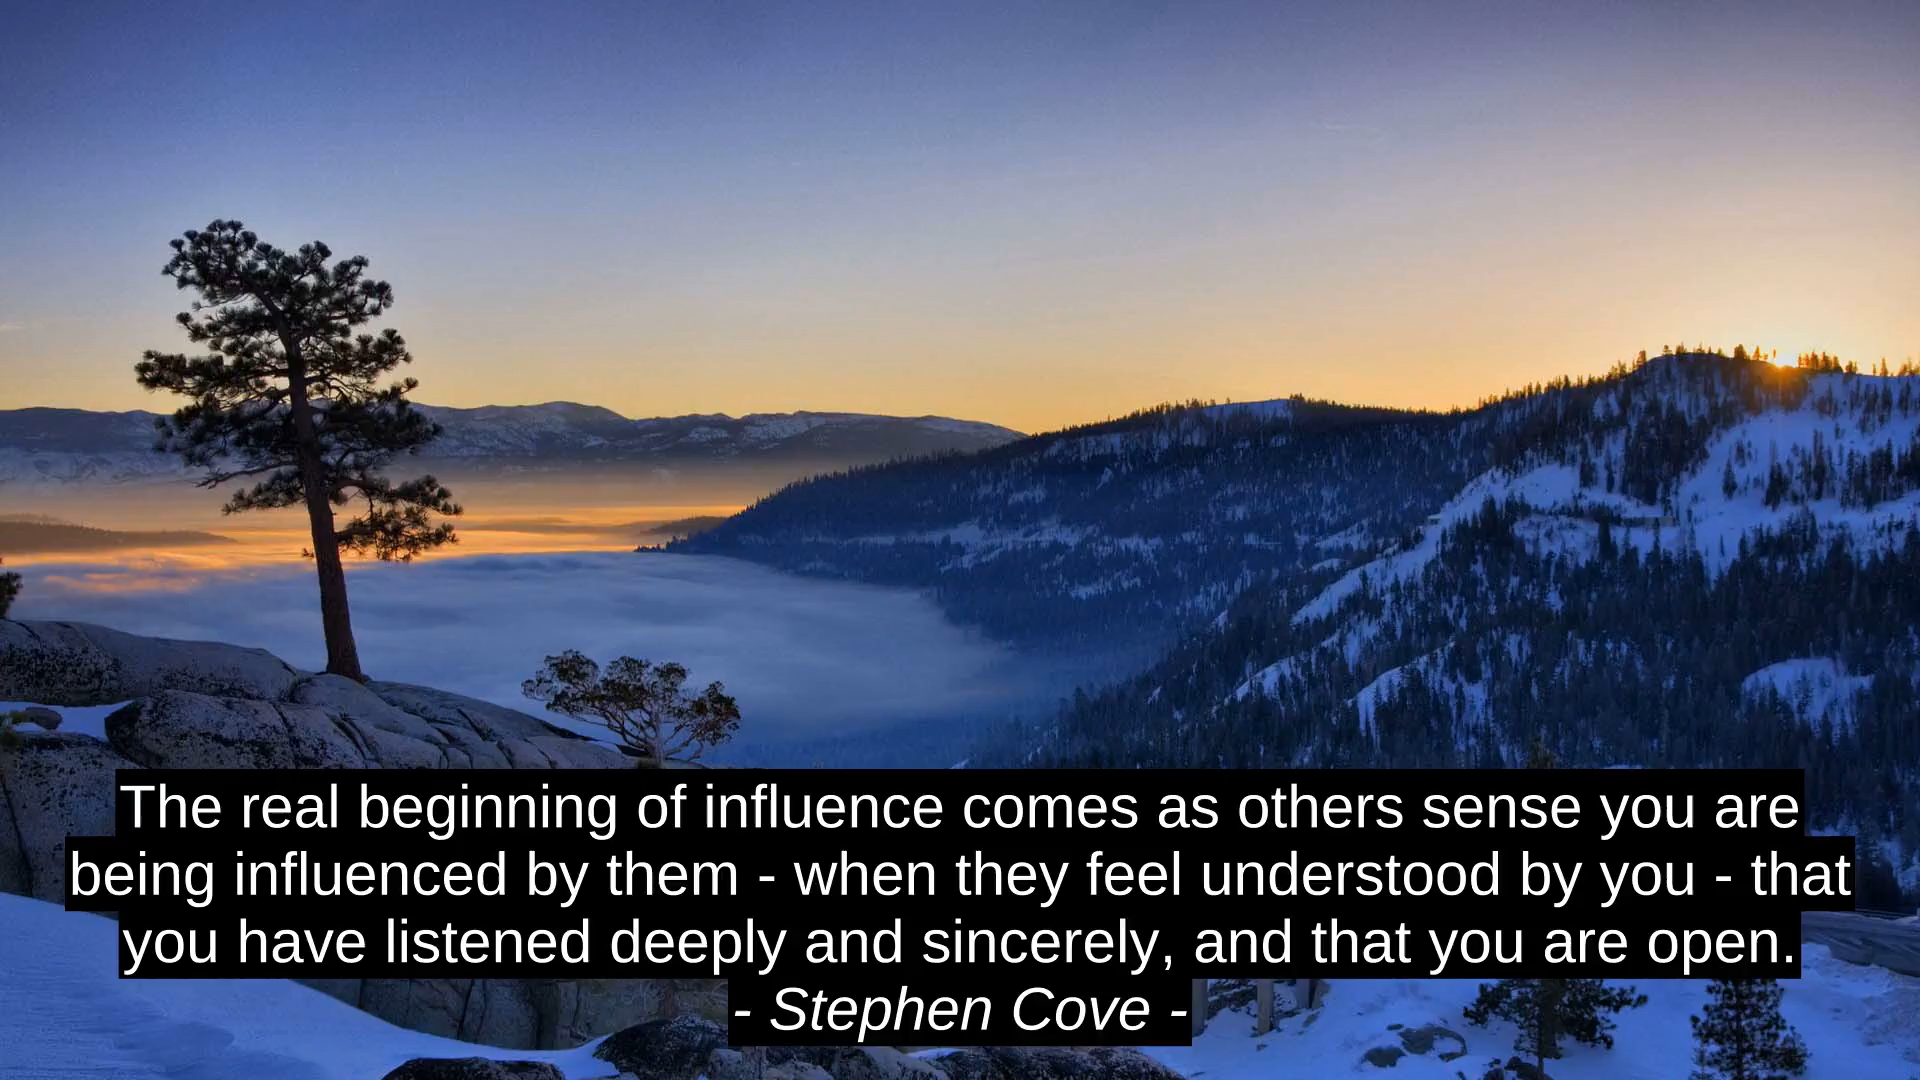 The real beginning of influence comes as others sense you are
being influenced by them - when they feel understood by you - that
you have listened deeply and sincerely, and that you are open.
- Stephen Cove -